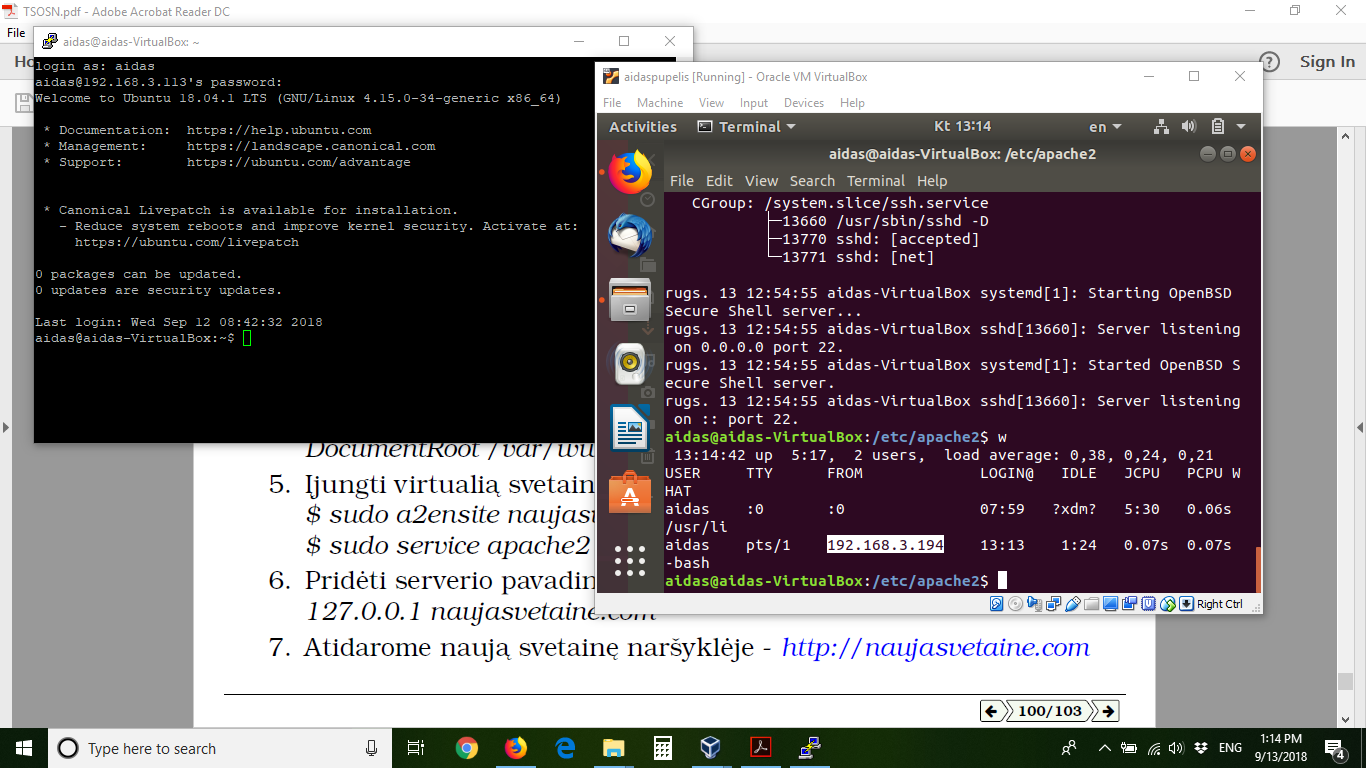 TSOSN.pdf - Adobe Acrobat Reader DC
File
Sign In
aidas@aidas-VirtualBox: ~
login as: aidas
aidas@192.168.3.113's password:
Welcome to Ubuntu 18.04.1 LTS (GNU/Linux 4.15.0-34-generic x86_64)
* Documentation: https://help.ubuntu.com
* Management: https://landscape.canonical.com
* Support: https://ubuntu.com/advantage
* Canonical Livepatch is available for installation.
- Reduce system reboots and improve kernel security. Activate at:
https://ubuntu.com/livepatch
0 packages can be updated.
0 updates are security updates.
Last login: Wed Sep 12 08:42:32 2018
aidas@aidas-VirtualBox:~$
aidaspupelis [Running] - Oracle VM VirtualBox
File Machine View Input Devices Help
Activities Terminal Kt 13:14 en
aidas@aidas-VirtualBox: /etc/apache2
File Edit View Search Terminal Help
CGroup: /system.slice/ssh.service
├─13660 /usr/sbin/sshd -D
├─13770 sshd: [accepted]
└─13771 sshd: [net]
rugs. 13 12:54:55 aidas-VirtualBox systemd[1]: Starting OpenBSD
Secure Shell server...
rugs. 13 12:54:55 aidas-VirtualBox sshd[13660]: Server listening
on 0.0.0.0 port 22.
rugs. 13 12:54:55 aidas-VirtualBox systemd[1]: Started OpenBSD S
ecure Shell server.
rugs. 13 12:54:55 aidas-VirtualBox sshd[13660]: Server listening
on :: port 22.
aidas@aidas-VirtualBox:/etc/apache2$ w
13:14:42 up 5:17, 2 users, load average: 0,38, 0,24, 0,21
USER TTY FROM LOGIN@ IDLE JCPU PCPU W
HAT
aidas :0 :0 07:59 ?xdm? 5:30 0.06s
/usr/li
aidas pts/1 192.168.3.194 13:13 1:24 0.07s 0.07s
-bash
aidas@aidas-VirtualBox:/etc/apache2$
Right Ctrl
DocumentRoot
5. Įjungti virtualią
$ sudo a2ensite
$ sudo service apache2
6. Pridėti serverio
127.0.0.1 naujasvetaine.com
7. Atidarome naują svetainę naršyklėje - http://naujasvetaine.com
100/103
Type here to search
ENG
1:14 PM
9/13/2018
4